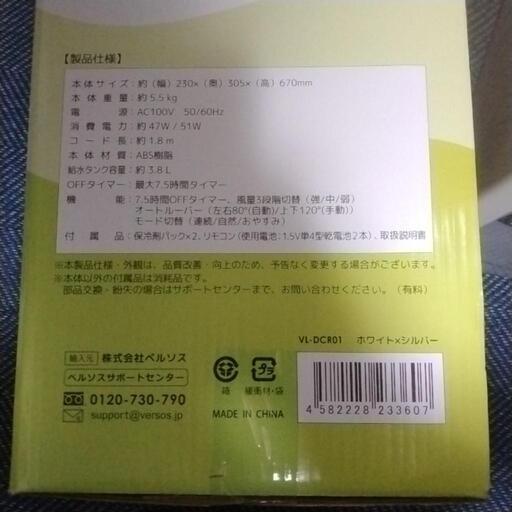 【製品仕様】
本体サイズ：約（幅）230×（奥）305×（高）670mm
本体重量：約5.5kg
電源：AC100V 50/60Hz
消費電力：約47W / 51W
コード長：約1.8m
本体材質：ABS樹脂
給水タンク容量：約3.8L
OFFタイマー：最大7.5時間タイマー
機能：7.5時間OFFタイマー、風量3段階切替（強/中/弱）
オートルーバー（左右80°(自動)/上下120°(手動)）
モード切替（連続/自然/おやすみ）
付属品：保冷剤パック×2、リモコン（使用電池：1.5V単4型乾電池2本）、取扱説明書
※本製品仕様・外観は、品質改善・向上のため、予告なく変更する場合がございます。
※本体以外の付属品は消耗品です。
部品交換・紛失の場合はサポートセンターまで、お問い合わせください。（有料）
VL-DCR01 ホワイト×シルバー
輸入元 株式会社ベルソス
ベルソスサポートセンター
0120-730-790
support@versos.jp
箱
プラ
緩衝材・袋
MADE IN CHINA
4 582228 233607